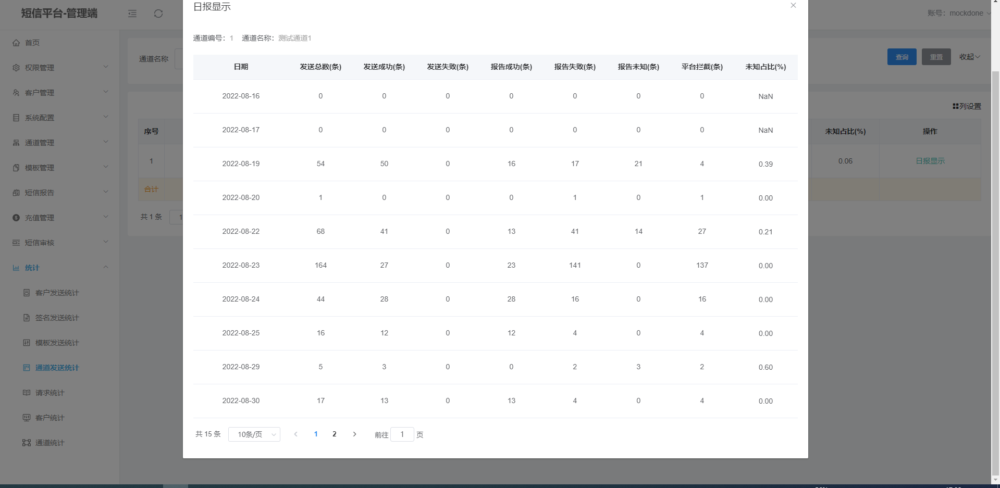 短信平台-管理端
账号：mockdone
首页
权限管理
客户管理
系统配置
通道管理
模板管理
短信报告
充值管理
短信审核
统计
客户发送统计
签名发送统计
模板发送统计
通道发送统计
请求统计
客户统计
通道统计
通道名称
查询 重置 收起
列设置
序号 未知占比(%) 操作
1 0.06 日报显示
合计
共 1 条 1
日报显示
通道编号：1 通道名称：测试通道1
日期 发送总数(条) 发送成功(条) 发送失败(条) 报告成功(条) 报告失败(条) 报告未知(条) 平台拦截(条) 未知占比(%)
2022-08-16 0 0 0 0 0 0 0 NaN
2022-08-17 0 0 0 0 0 0 0 NaN
2022-08-19 54 50 0 16 17 21 4 0.39
2022-08-20 1 0 0 0 1 0 1 0.00
2022-08-22 68 41 0 13 41 14 27 0.21
2022-08-23 164 27 0 23 141 0 137 0.00
2022-08-24 44 28 0 28 16 0 16 0.00
2022-08-25 16 12 0 12 4 0 4 0.00
2022-08-29 5 3 0 0 2 3 2 0.60
2022-08-30 17 13 0 13 4 0 4 0.00
共 15 条 10条/页 1 2 前往 1 页